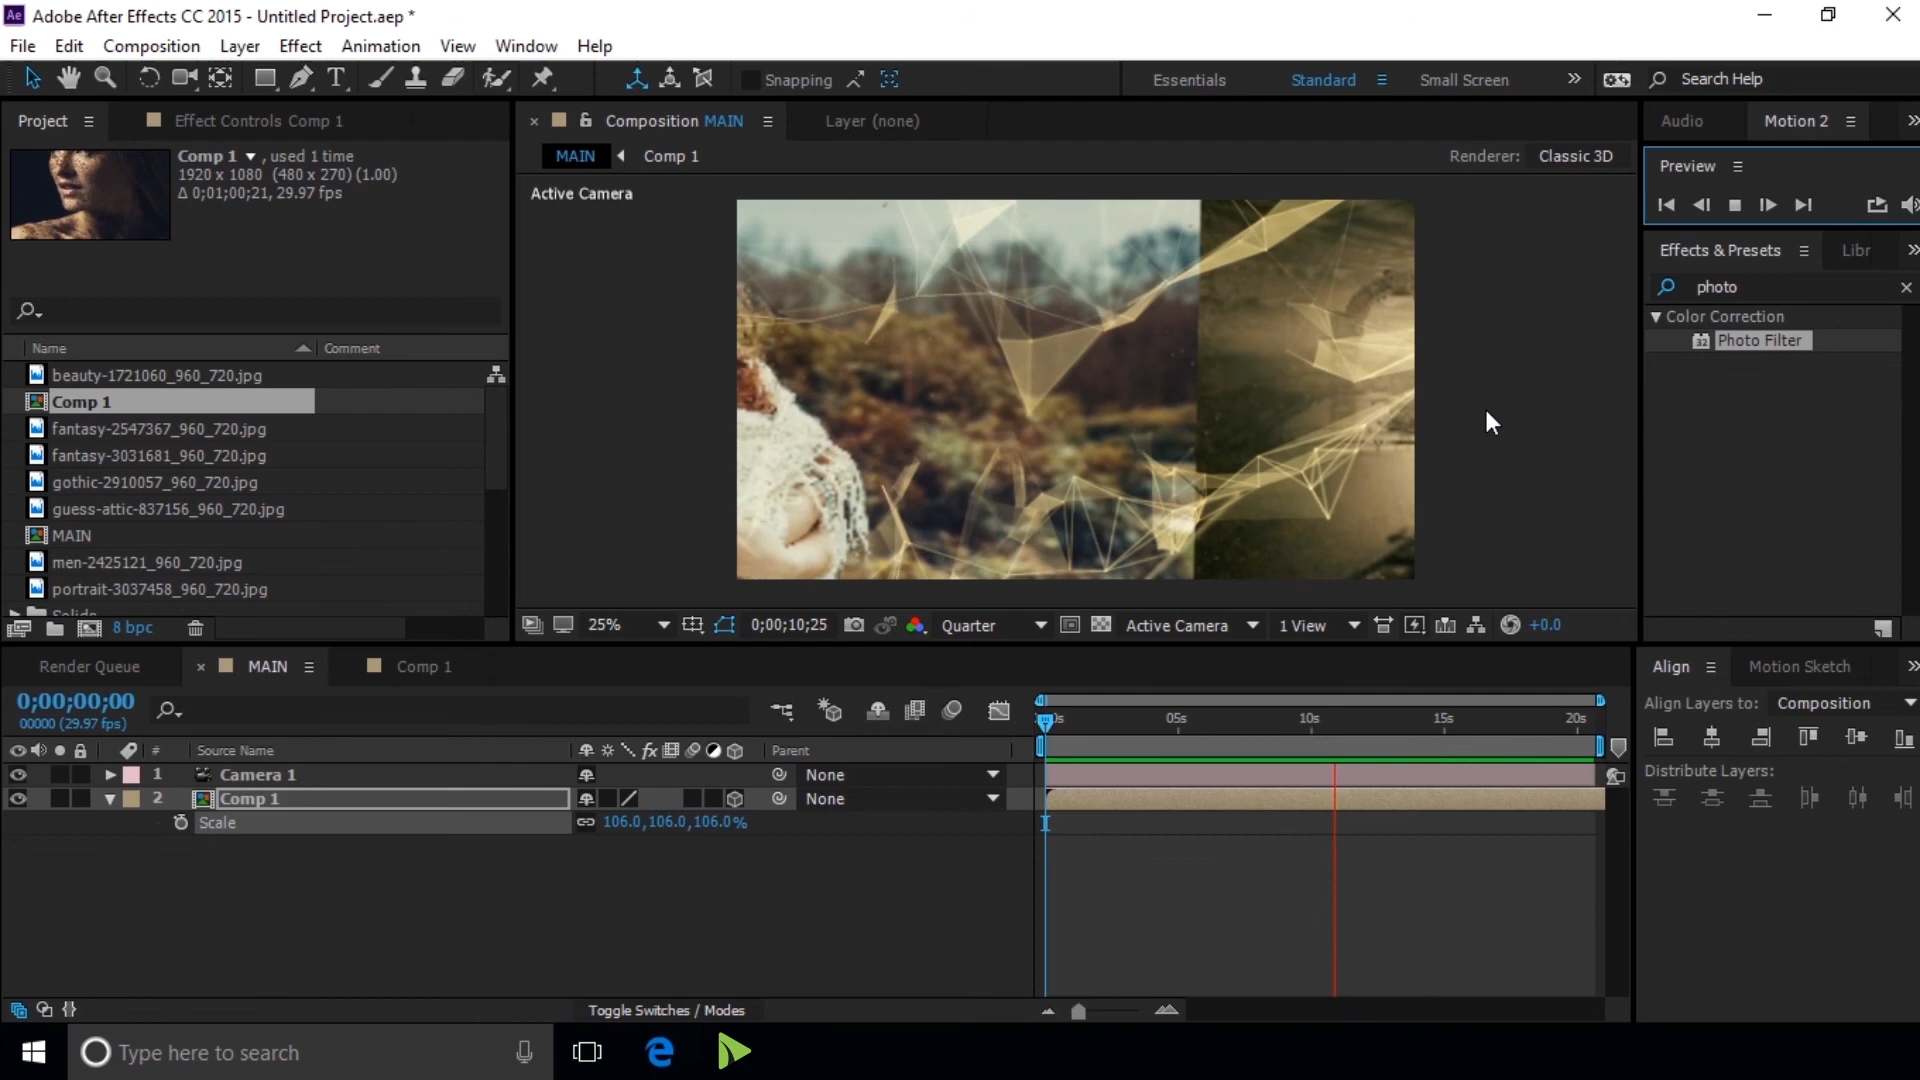 Ae Adobe After Effects CC 2015 - Untitled Project.aep *
File Edit Composition Layer Effect Animation View Window Help
Snapping Essentials Standard Small Screen Search Help
Project Effect Controls Comp 1 Composition MAIN Layer (none) Audio Motion 2
Comp 1 , used 1 time
1920 x 1080 (480 x 270) (1.00)
Δ 0;01;00;21, 29.97 fps
MAIN Comp 1 Renderer: Classic 3D
Active Camera
Preview
Effects & Presets Libr
photo
Color Correction
32 Photo Filter
Name Comment
beauty-1721060_960_720.jpg
Comp 1
fantasy-2547367_960_720.jpg
fantasy-3031681_960_720.jpg
gothic-2910057_960_720.jpg
guess-attic-837156_960_720.jpg
MAIN
men-2425121_960_720.jpg
portrait-3037458_960_720.jpg
Solids
8 bpc
25% 0;00;10;25 Quarter Active Camera 1 View +0.0
Render Queue MAIN Comp 1
0;00;00;00
00000 (29.97 fps)
05s 10s 15s 20s
# Source Name fx Parent
1 Camera 1 None
2 Comp 1 None
Scale 106.0,106.0,106.0%
Toggle Switches / Modes
Align Motion Sketch
Align Layers to: Composition
Distribute Layers:
Type here to search